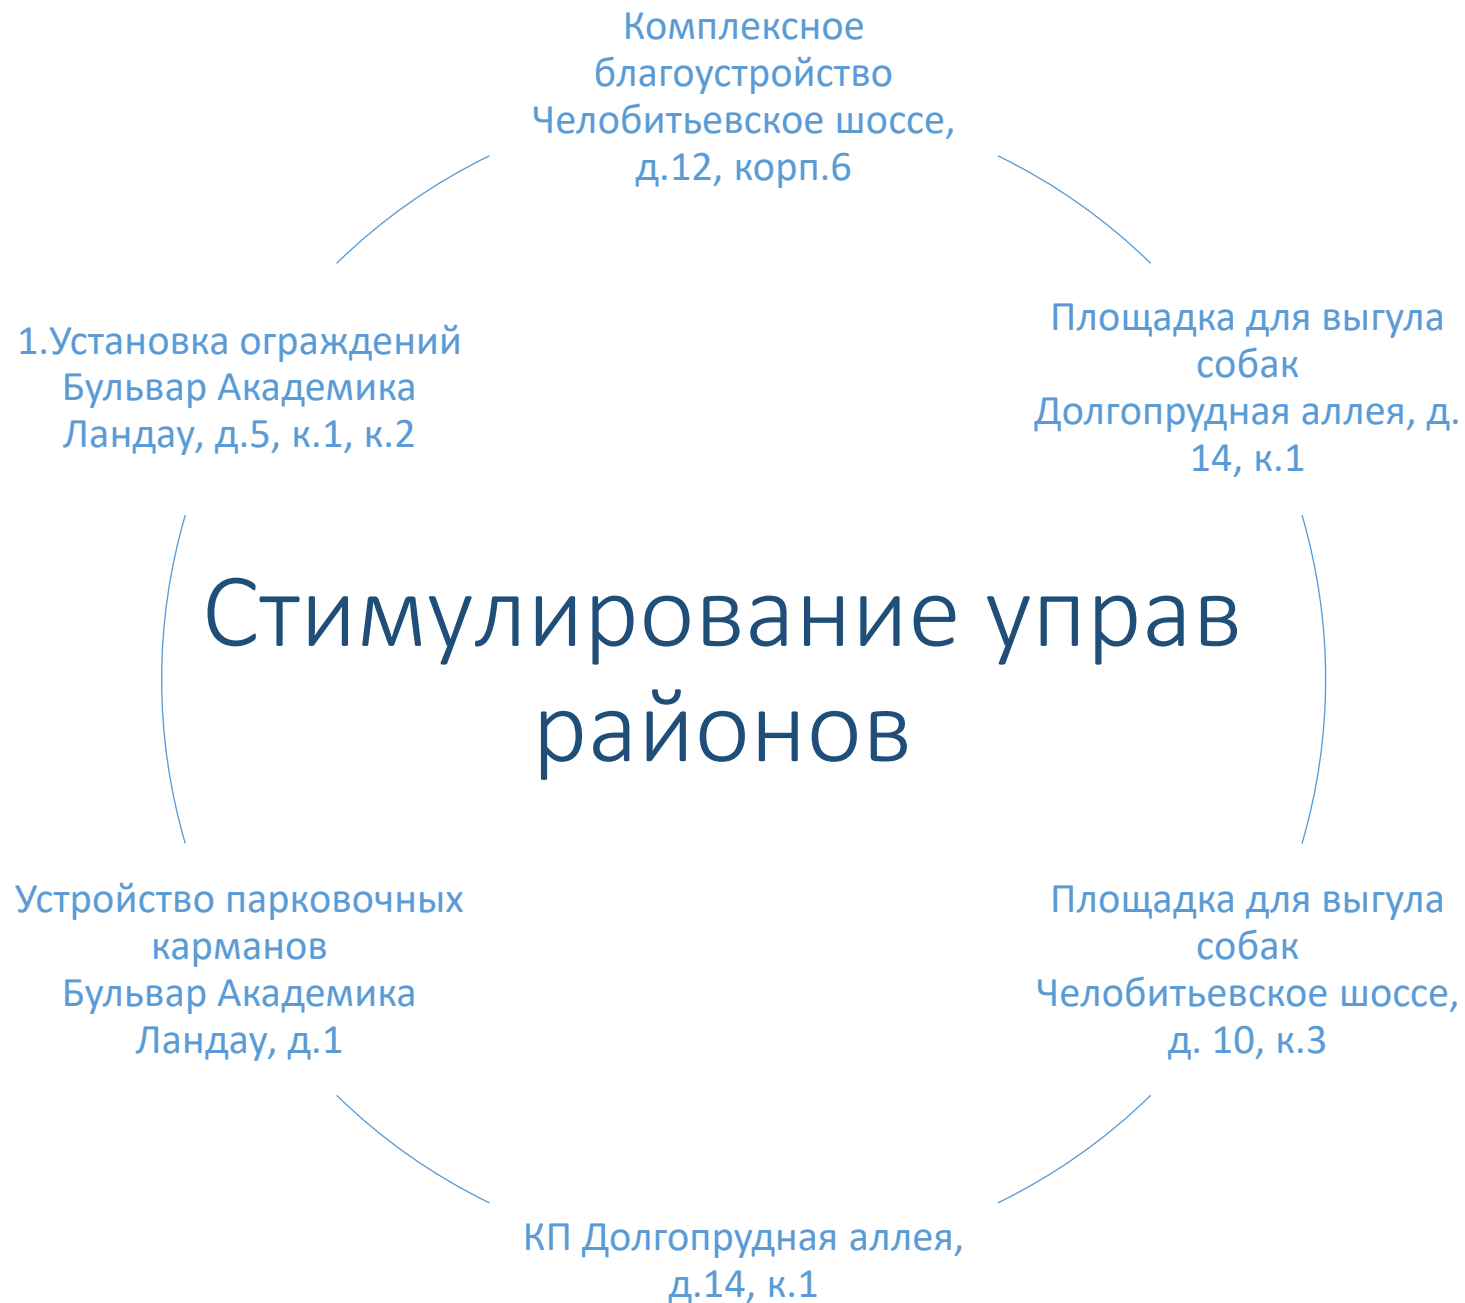 Комплексное
благоустройство
Челобитьевское шоссе,
д.12, корп.6
Площадка для выгула
собак
Долгопрудная аллея, д.
14, к.1
Площадка для выгула
собак
Челобитьевское шоссе,
д. 10, к.3
КП Долгопрудная аллея,
д.14, к.1
Устройство парковочных
карманов
Бульвар Академика
Ландау, д.1
1.Установка ограждений
Бульвар Академика
Ландау, д.5, к.1, к.2
Стимулирование управ
районов